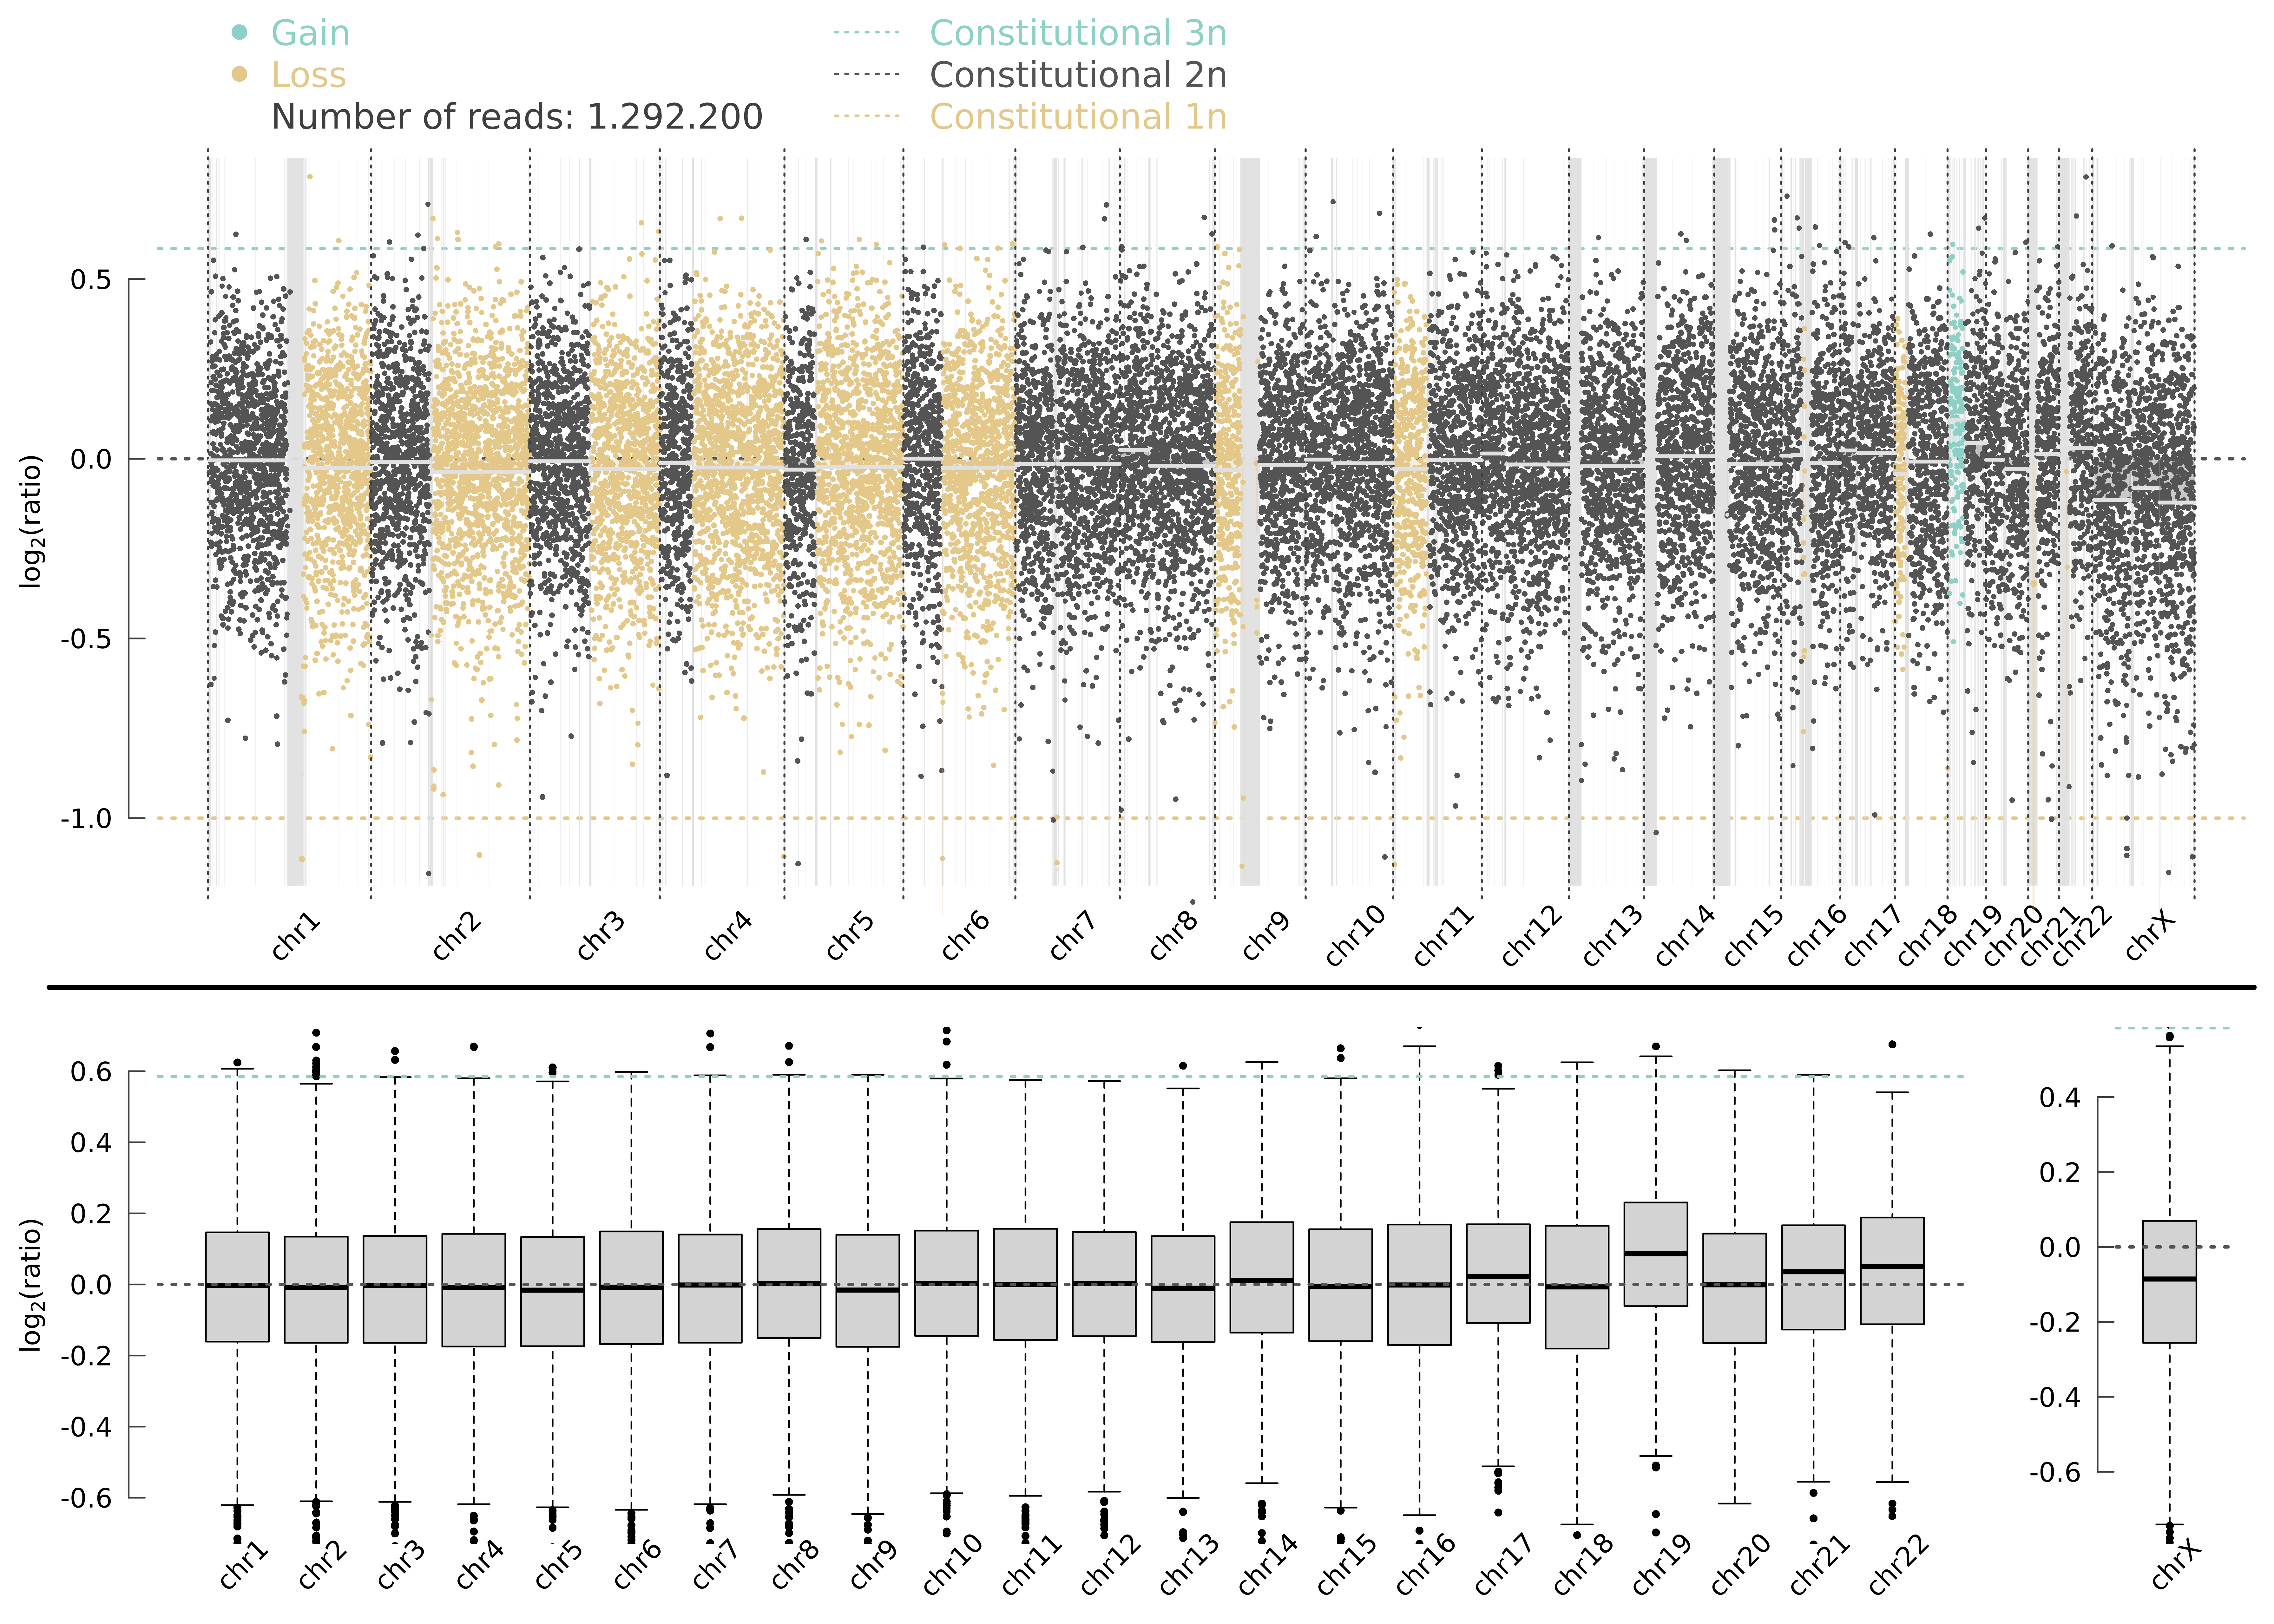 Gain
Loss
Number of reads: 1.292.200
Constitutional 3n
Constitutional 2n
Constitutional 1n
log2(ratio)
0.5
0.0
-0.5
-1.0
chr1 chr2 chr3 chr4 chr5 chr6 chr7 chr8 chr9 chr10 chr11 chr12 chr13 chr14 chr15 chr16 chr17 chr18 chr19 chr20 chr21 chr22 chrX
log2(ratio)
0.6
0.4
0.2
0.0
-0.2
-0.4
-0.6
chr1 chr2 chr3 chr4 chr5 chr6 chr7 chr8 chr9 chr10 chr11 chr12 chr13 chr14 chr15 chr16 chr17 chr18 chr19 chr20 chr21 chr22
0.4
0.2
0.0
-0.2
-0.4
-0.6
chrX